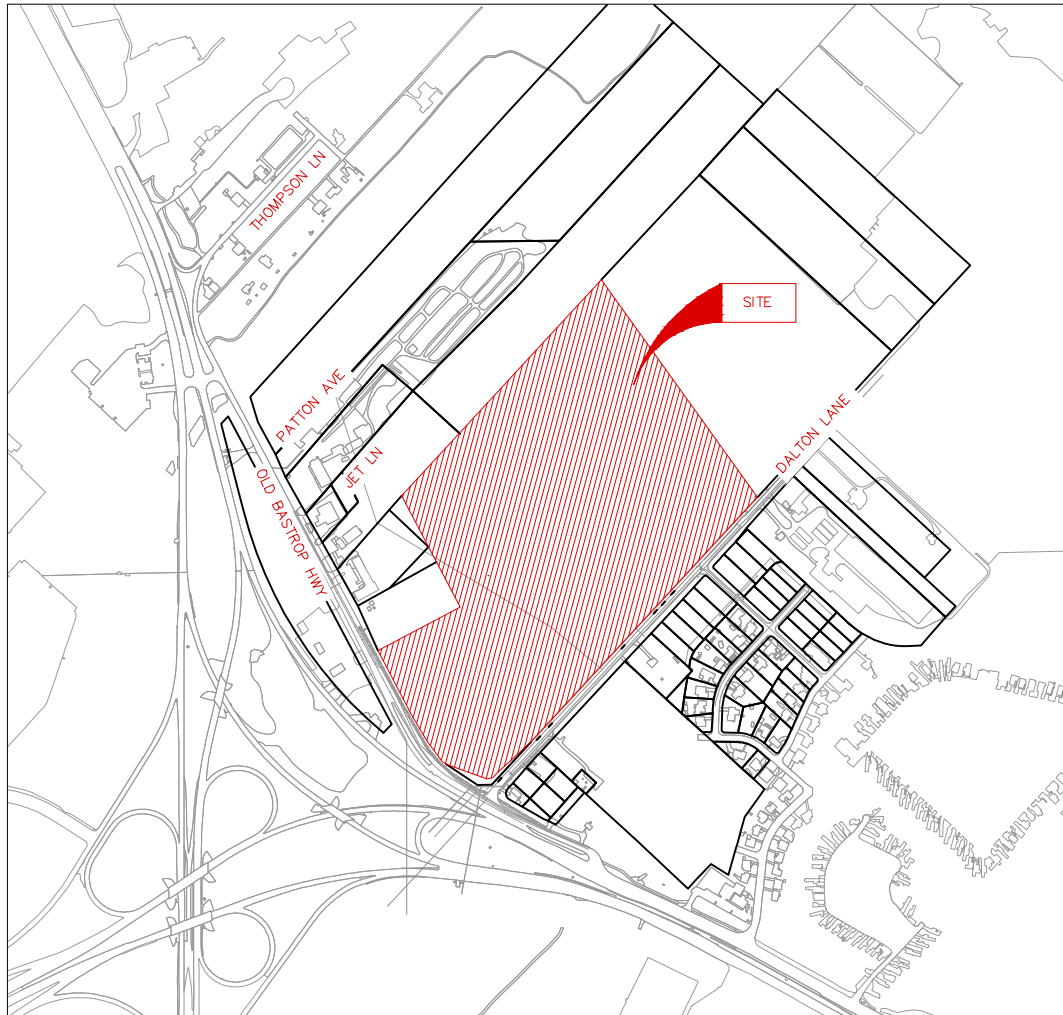 THOMPSON LN
SITE
PATTON AVE
DALTON LANE
JET LN
OLD BASTROP HWY